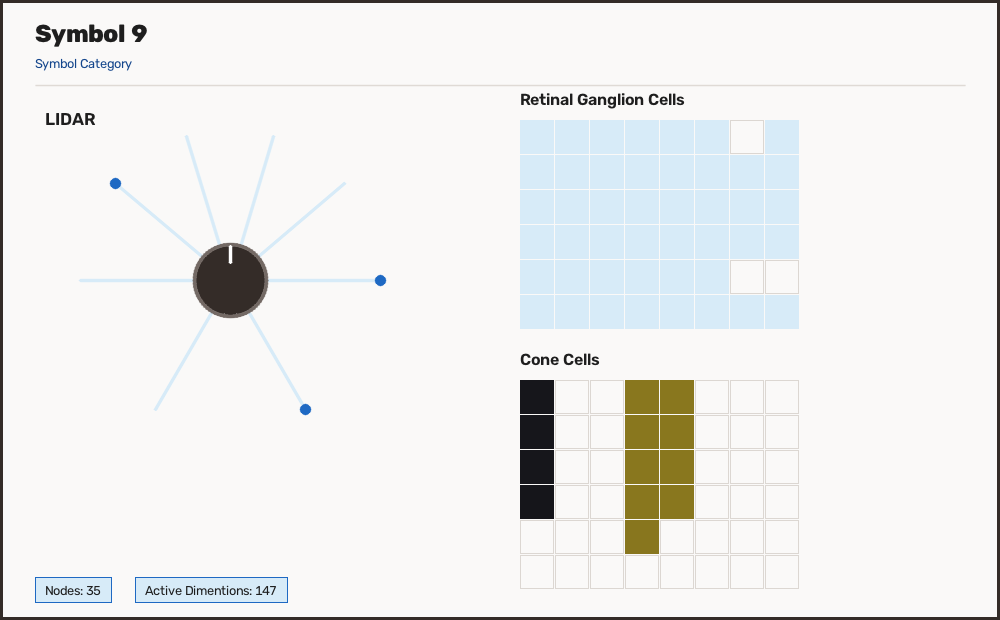 Symbol 9
Symbol Category
LIDAR
Retinal Ganglion Cells
Cone Cells
Nodes: 35
Active Dimentions: 147